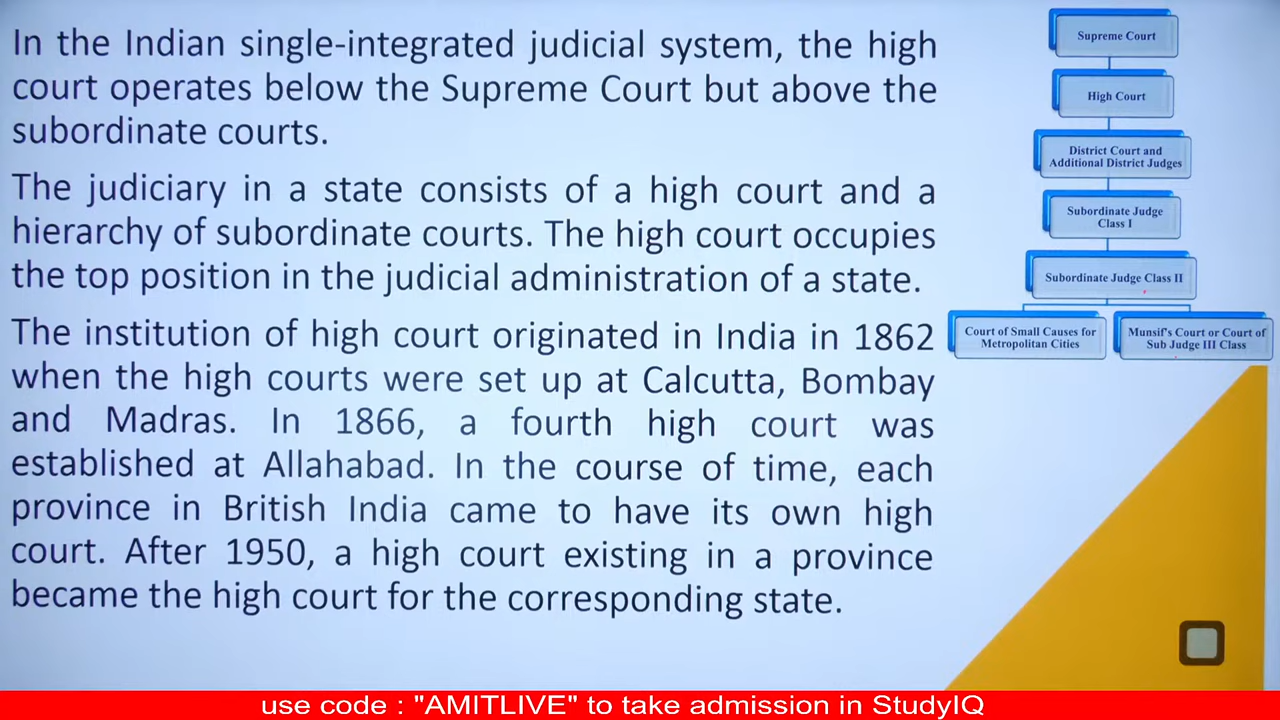 In the Indian single-integrated judicial system, the high
court operates below the Supreme Court but above the
subordinate courts.
The judiciary in a state consists of a high court and a
hierarchy of subordinate courts. The high court occupies
the top position in the judicial administration of a state.
The institution of high court originated in India in 1862
when the high courts were set up at Calcutta, Bombay
and Madras. In 1866, a fourth high court was
established at Allahabad. In the course of time, each
province in British India came to have its own high
court. After 1950, a high court existing in a province
became the high court for the corresponding state.
Supreme Court
High Court
District Court and
Additional District Judges
Subordinate Judge
Class I
Subordinate Judge Class II
Court of Small Causes for
Metropolitan Cities
Munsif's Court or Court of
Sub Judge III Class
use code : "AMITLIVE" to take admission in StudyIQ